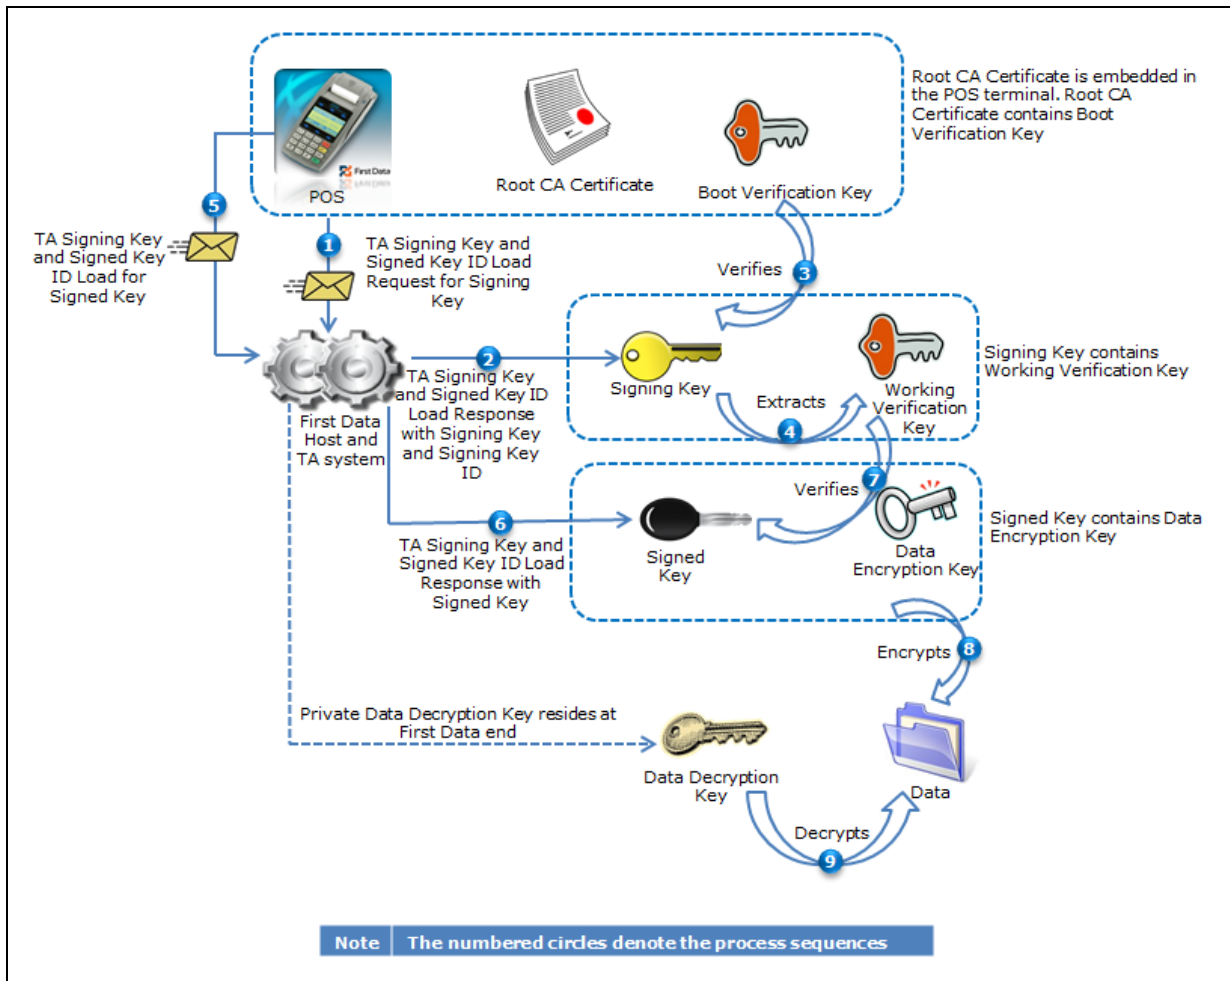 Root CA Certificate is embedded in
the POS terminal. Root CA
Certificate contains Boot
Verification Key
First Data
POS
Root CA Certificate
Boot Verification Key
5
1
TA Signing Key
and Signed Key
ID Load for
Signed Key
TA Signing Key and
Signed Key ID Load
Request for Signing
Key
Verifies
3
2
Signing Key
Working
Verification
Key
Signing Key contains
Working Verification Key
TA Signing Key
and Signed Key ID
Load Response
with Signing Key
and Signing Key
ID
Extracts
4
First Data
Host and
TA system
Verifies
7
6
Signed
Key
Data
Encryption Key
Signed Key contains Data
Encryption Key
TA Signing Key and
Signed Key ID Load
Response with
Signed Key
Encrypts
8
Private Data Decryption Key resides at
First Data end
Data Decryption
Key
Data
Decrypts
9
Note The numbered circles denote the process sequences